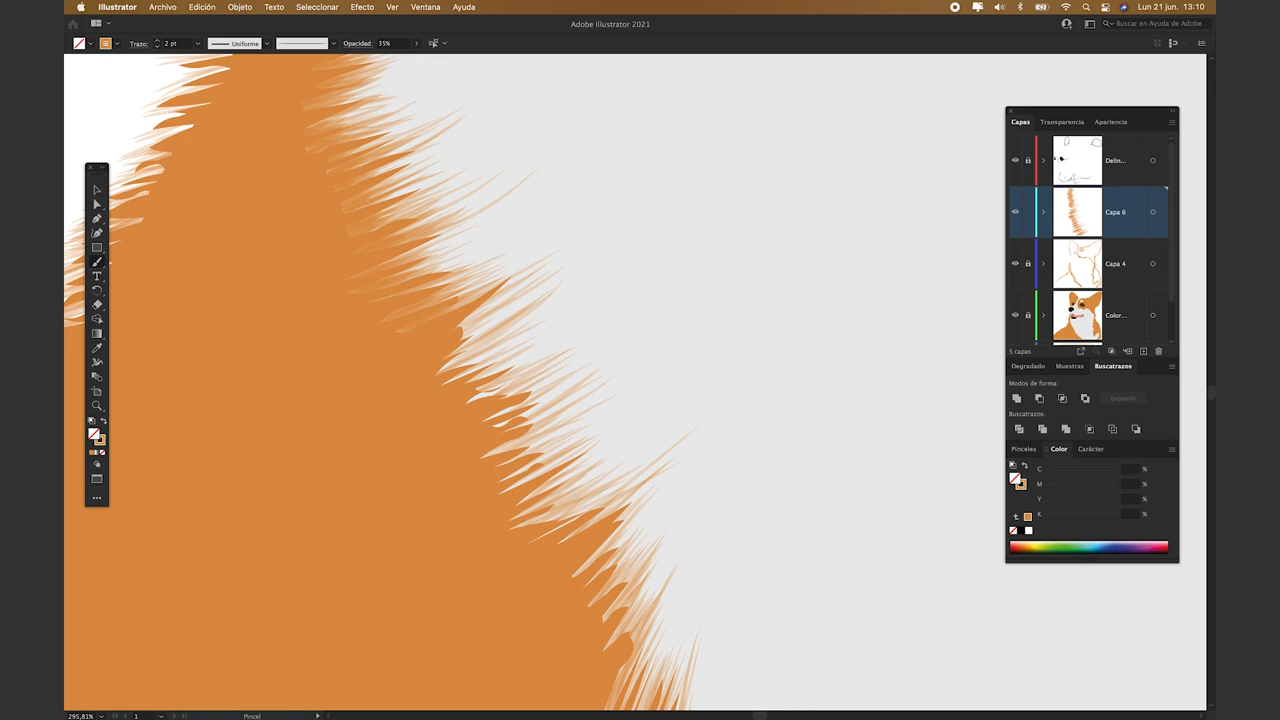 Illustrator Archivo Edición Objeto Texto Seleccionar Efecto Ver Ventana Ayuda Lun 21 jun. 13:10
Adobe Illustrator 2021
Buscar en Ayuda de Adobe
Trazo: 2 pt Uniforme Opacidad: 35%
Capas Transparencia Apariencia
Delin...
Capa 6
Capa 4
Color...
5 capas
Degradado Muestras Buscatrazos
Modos de forma:
Expandir
Buscatrazos:
Pinceles Color Carácter
C %
M %
Y %
K %
295,81% 1 Pincel